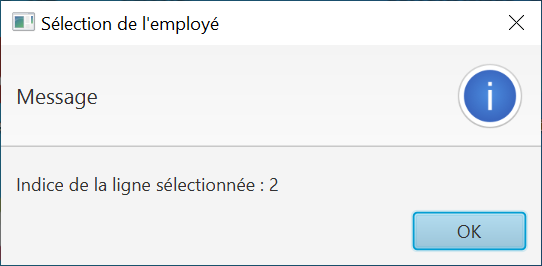 Sélection de l'employé
Message
Indice de la ligne sélectionnée : 2
OK